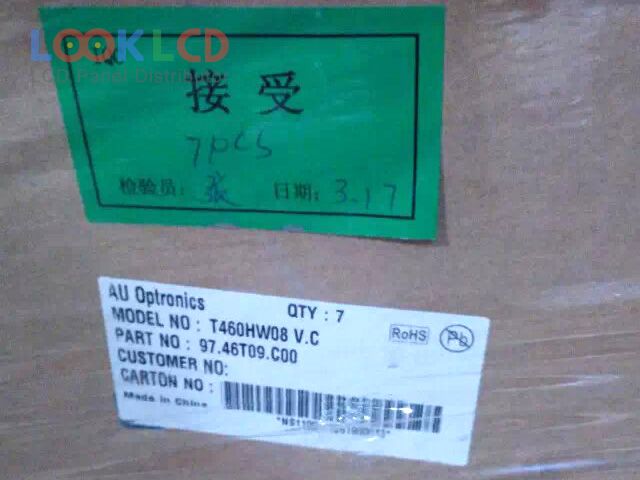 LOOK LCD
LCD Panel Distributor
接受
7PCS
检验员: 张 日期: 3.17
AU Optronics QTY : 7
MODEL NO : T460HW08 V.C
PART NO : 97.46T09.C00
RoHS Pb
CUSTOMER NO:
CARTON NO :
Made in China